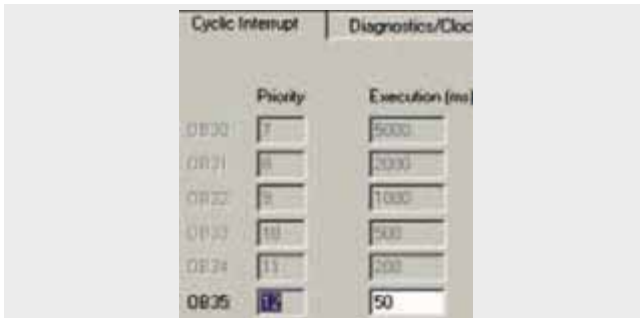 Cyclic Interrupt Diagnostics/Cloc
Priority Execution (ms)
OB30 7 5000
OB31 8 2000
OB32 9 1000
OB33 10 500
OB34 11 200
OB35 50